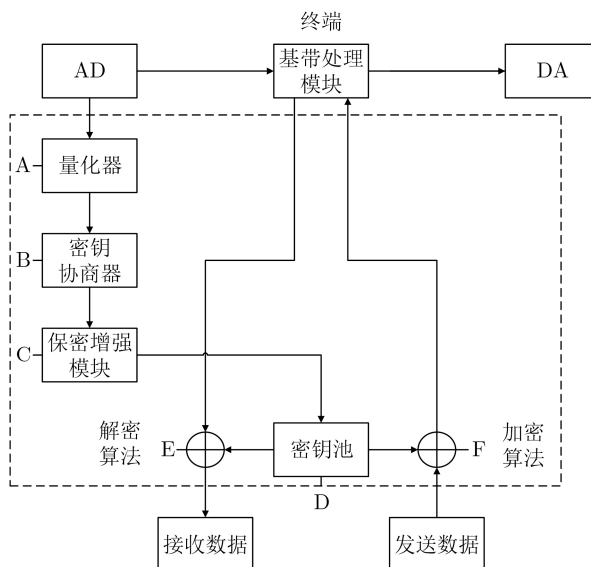 终端
AD
基带处理
模块
DA
A
量化器
B
密钥
协商器
C
保密增强
模块
解密
算法
E
密钥池
D
F
加密
算法
接收数据
发送数据